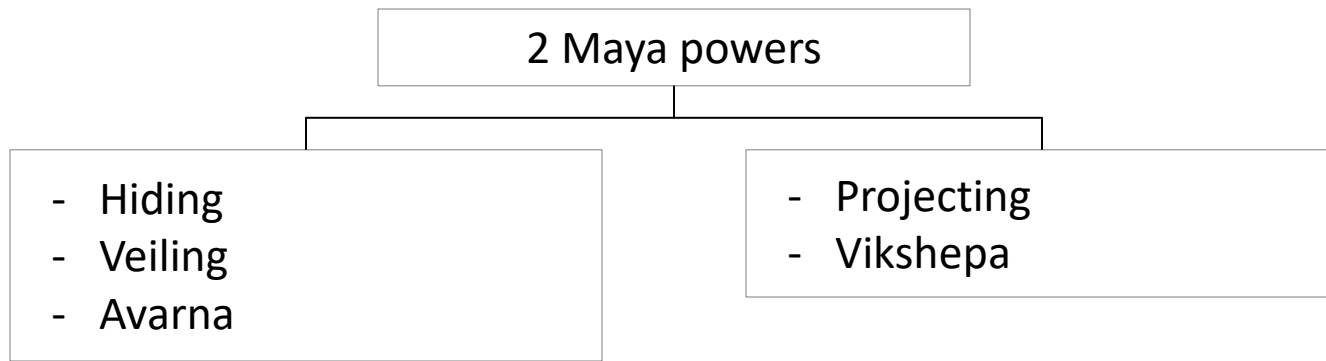 2 Maya powers
- Hiding
- Veiling
- Avarna
- Projecting
- Vikshepa